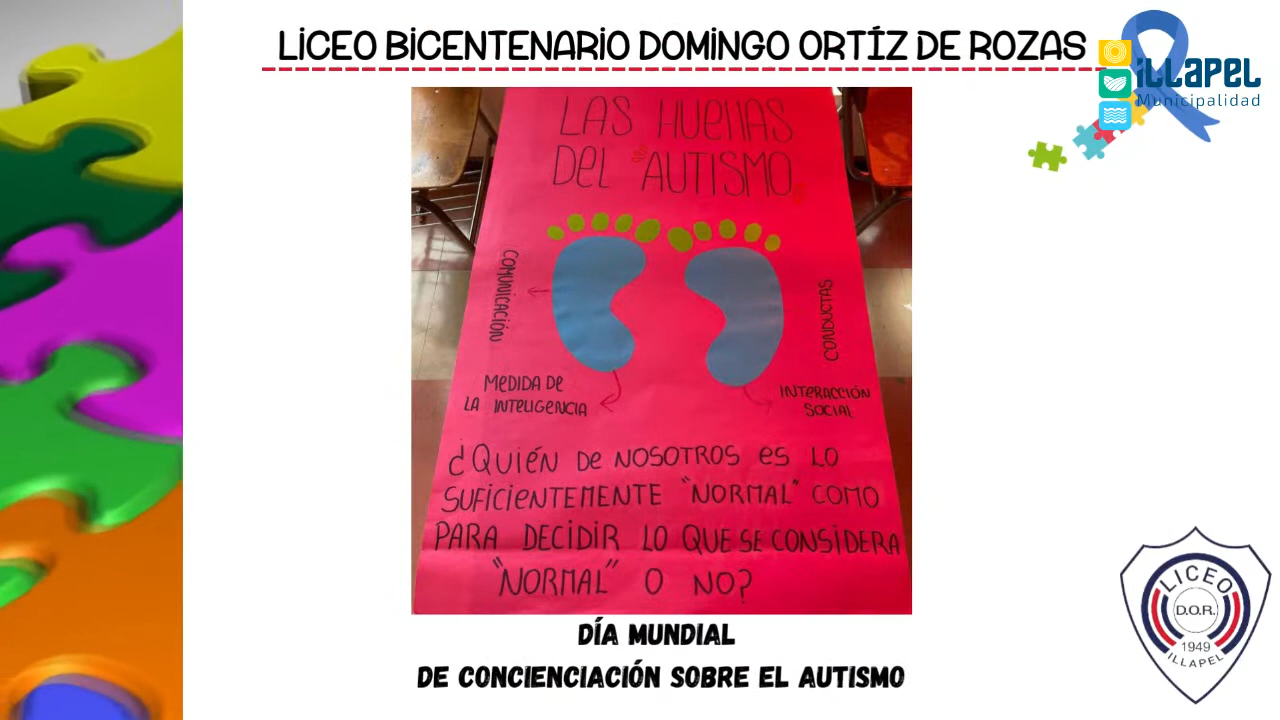 LICEO BICENTENARIO DOMINGO ORTÍZ DE ROZAS
ILLAPEL
Municipalidad
LAS HUELLAS
DEL "AUTISMO"
COMUNICACIÓN
CONDUCTAS
MEDIDA DE
LA INTELIGENCIA
INTERACCIÓN
SOCIAL
¿QUIÉN DE NOSOTROS ES LO
SUFICIENTEMENTE "NORMAL" COMO
PARA DECIDIR LO QUE SE CONSIDERA
"NORMAL" O NO?
DÍA MUNDIAL
DE CONCIENCIACIÓN SOBRE EL AUTISMO
LICEO
D.O.R.
1949
ILLAPEL